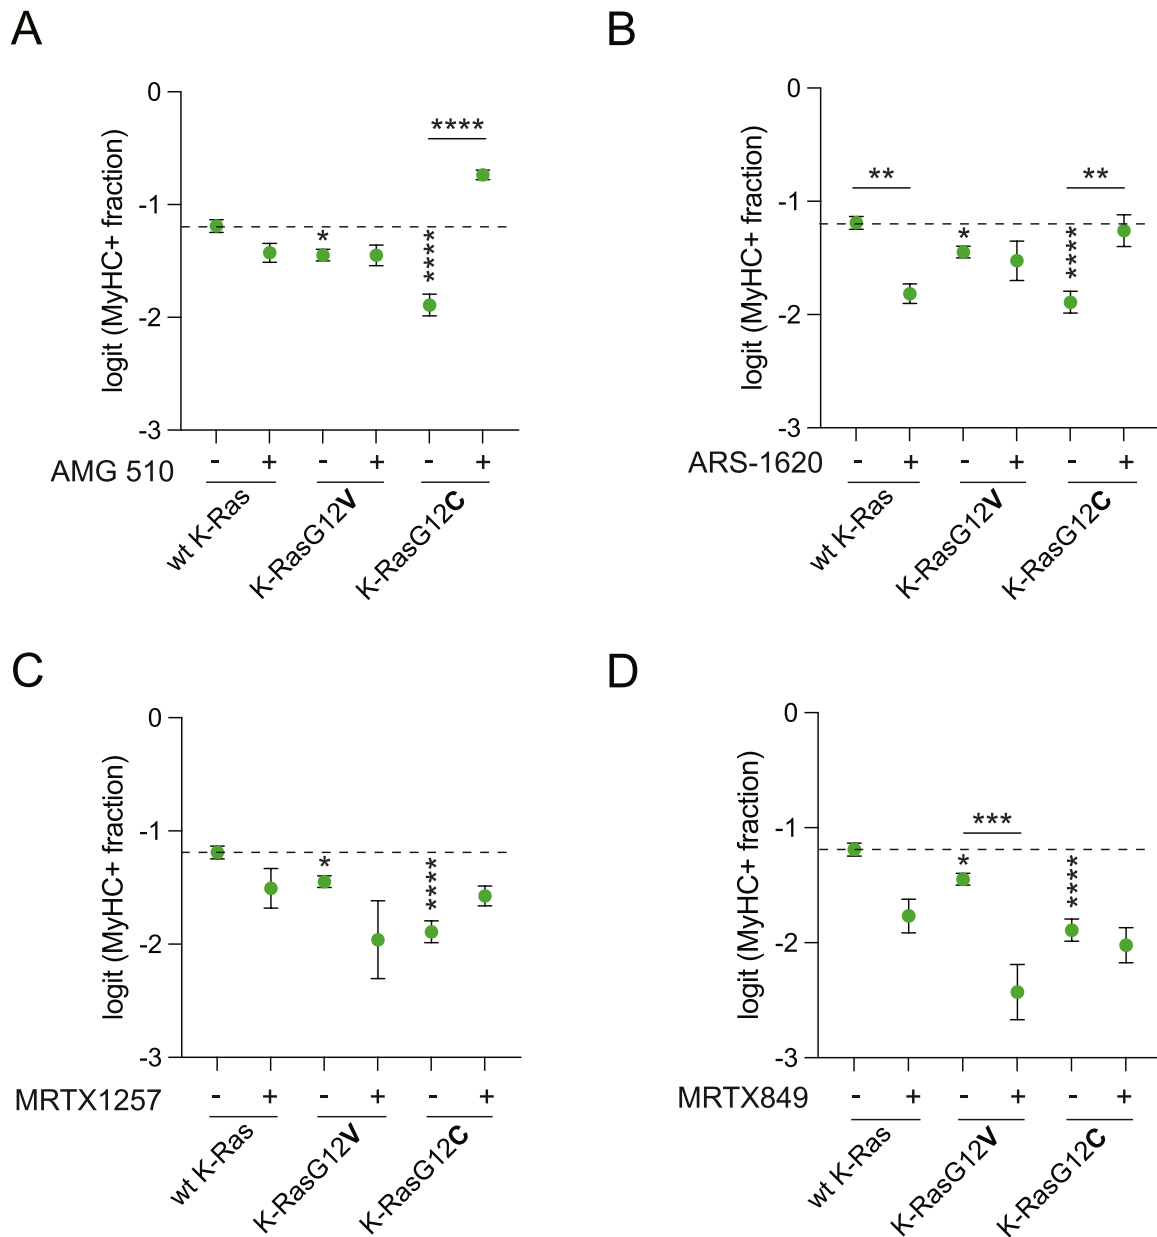 A
logit (MyHC+ fraction)
0
-1
-2
-3
****
*
****
AMG 510
- + - + - +
wt K-Ras
K-RasG12V
K-RasG12C
B
logit (MyHC+ fraction)
0
-1
-2
-3
** **
*
****
ARS-1620
- + - + - +
wt K-Ras
K-RasG12V
K-RasG12C
C
logit (MyHC+ fraction)
0
-1
-2
-3
*
****
MRTX1257
- + - + - +
wt K-Ras
K-RasG12V
K-RasG12C
D
logit (MyHC+ fraction)
0
-1
-2
-3
***
*
****
MRTX849
- + - + - +
wt K-Ras
K-RasG12V
K-RasG12C